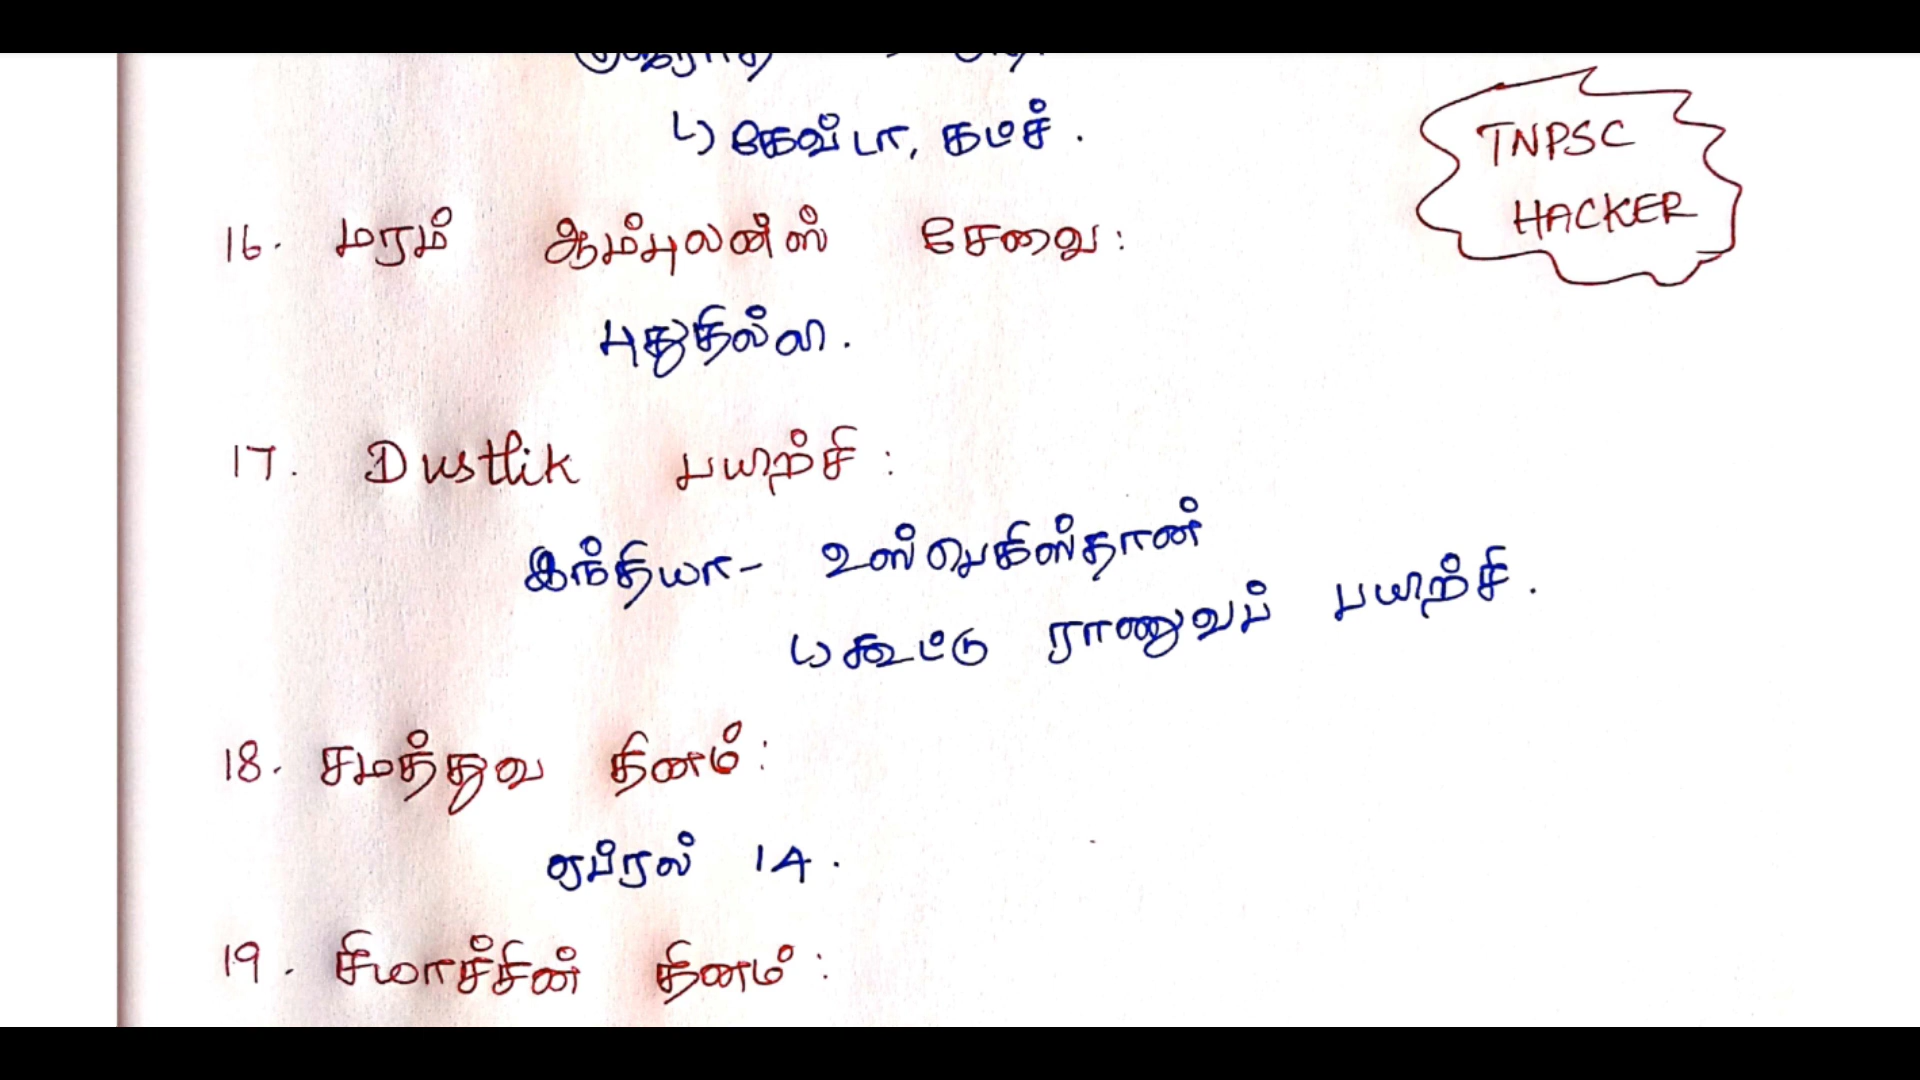 ↳ கேவ்டா, கட்ச்.
TNPSC
HACKER
16. மரம் ஆம்புலன்ஸ் சேவை:
புதுதில்லி.
17. Dustlik பயிற்சி:
இந்தியா - உஸ்பெகிஸ்தான்
↳ கூட்டு ராணுவப் பயிற்சி.
18. சமத்துவ தினம்:
ஏப்ரல் 14.
19. சிமாச்சின் தினம்: